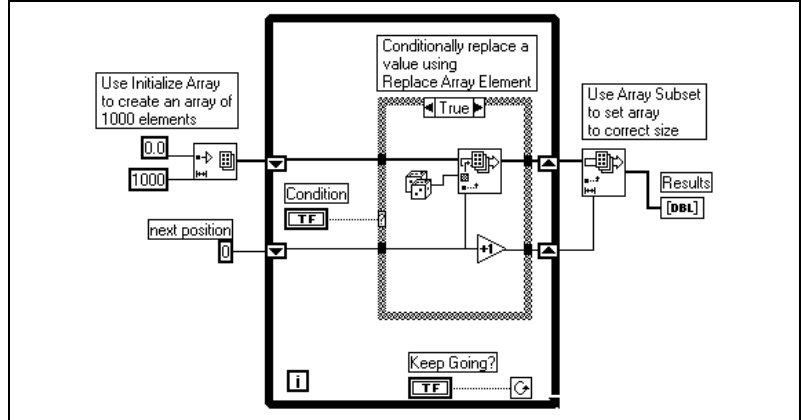 Conditionally replace a
value using
Replace Array Element
Use Initialize Array
to create an array of
1000 elements
True
Use Array Subset
to set array
to correct size
0.0
1000
Condition
TF
?
Results
[DBL]
next position
0
+1
Keep Going?
i
TF